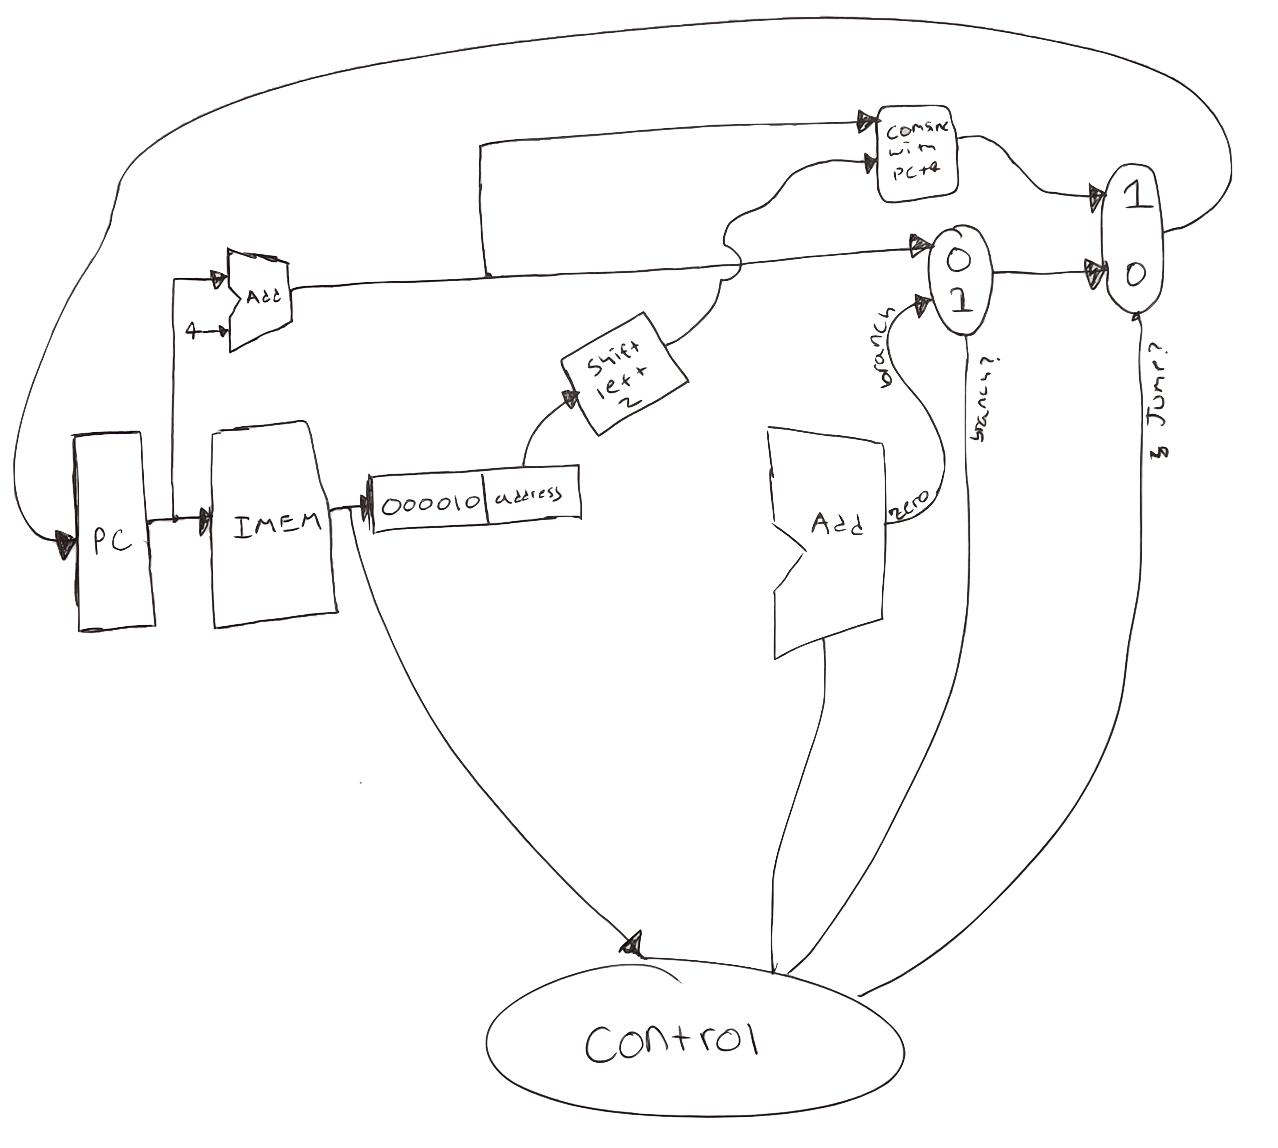 comsine
with
PC+4
1
0
0
1
Add
4
branch
branch?
Jump?
Shift
left
2
PC
IMEM
000010
address
Add
zero
Control